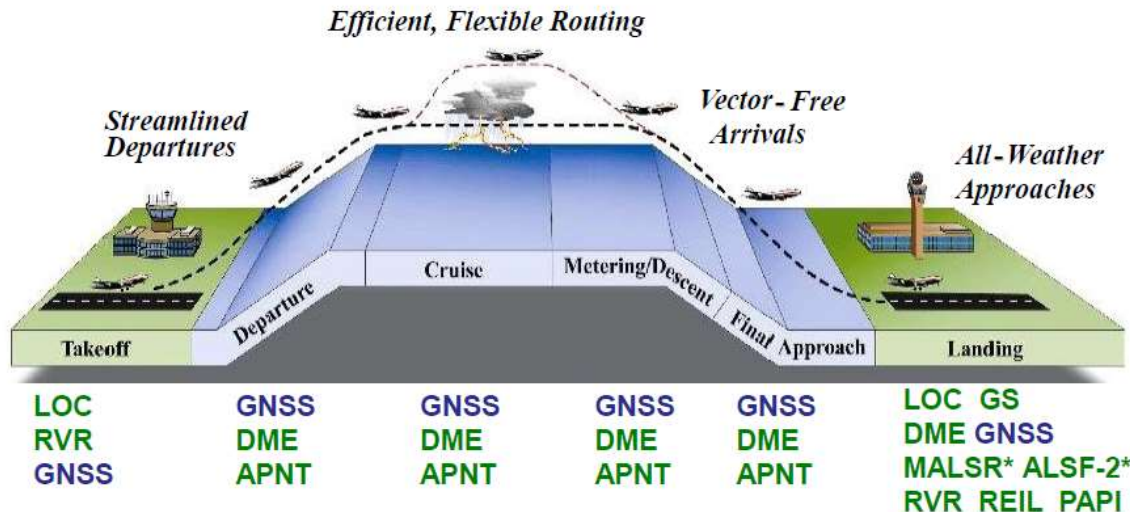 Efficient, Flexible Routing
Streamlined
Departures
Vector-Free
Arrivals
All-Weather
Approaches
Takeoff
Departure
Cruise
Metering/Descent
Final Approach
Landing
LOC
RVR
GNSS
GNSS
DME
APNT
GNSS
DME
APNT
GNSS
DME
APNT
GNSS
DME
APNT
LOC GS
DME GNSS
MALSR* ALSF-2*
RVR REIL PAPI